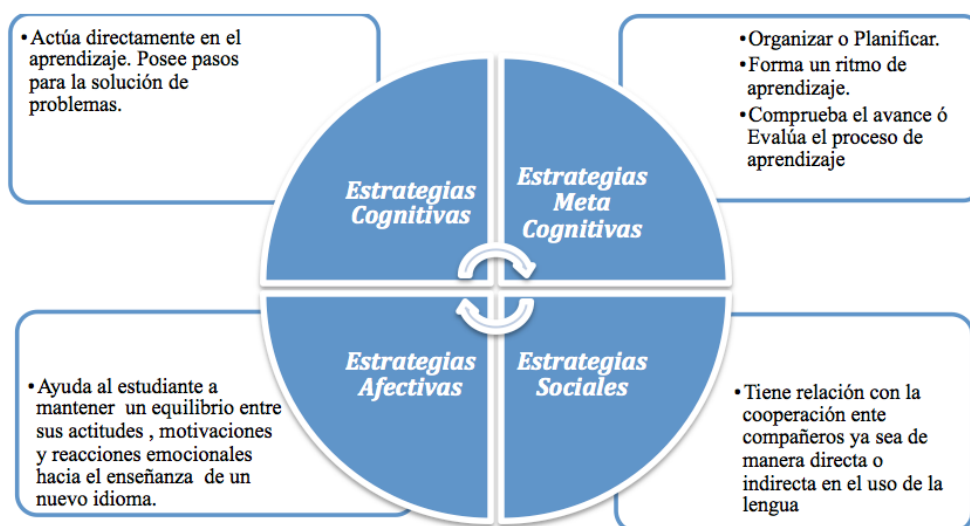 •Actúa directamente en el
aprendizaje. Posee pasos
para la solución de
problemas.
•Organizar o Planificar.
•Forma un ritmo de
aprendizaje.
•Comprueba el avance ó
Evalúa el proceso de
aprendizaje
Estrategias
Cognitivas
Estrategias
Meta
Cognitivas
Estrategias
Afectivas
Estrategias
Sociales
•Ayuda al estudiante a
mantener un equilibrio entre
sus actitudes , motivaciones
y reacciones emocionales
hacia el enseñanza de un
nuevo idioma.
•Tiene relación con la
cooperación ente
compañeros ya sea de
manera directa o
indirecta en el uso de la
lengua